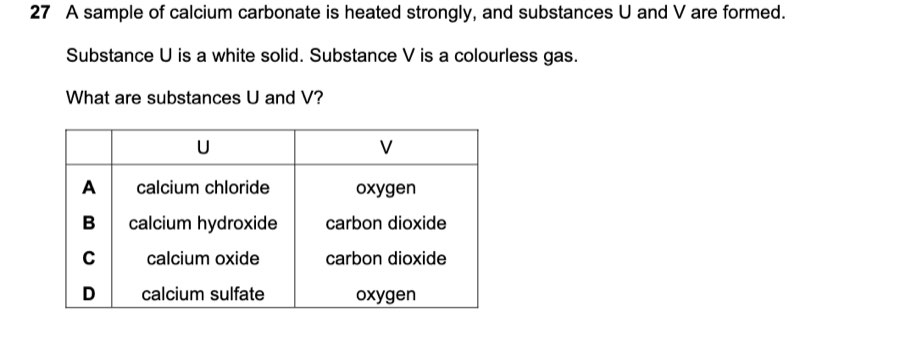 27 A sample of calcium carbonate is heated strongly, and substances U and V are formed.
Substance U is a white solid. Substance V is a colourless gas.
What are substances U and V?
U V
A calcium chloride oxygen
B calcium hydroxide carbon dioxide
C calcium oxide carbon dioxide
D calcium sulfate oxygen